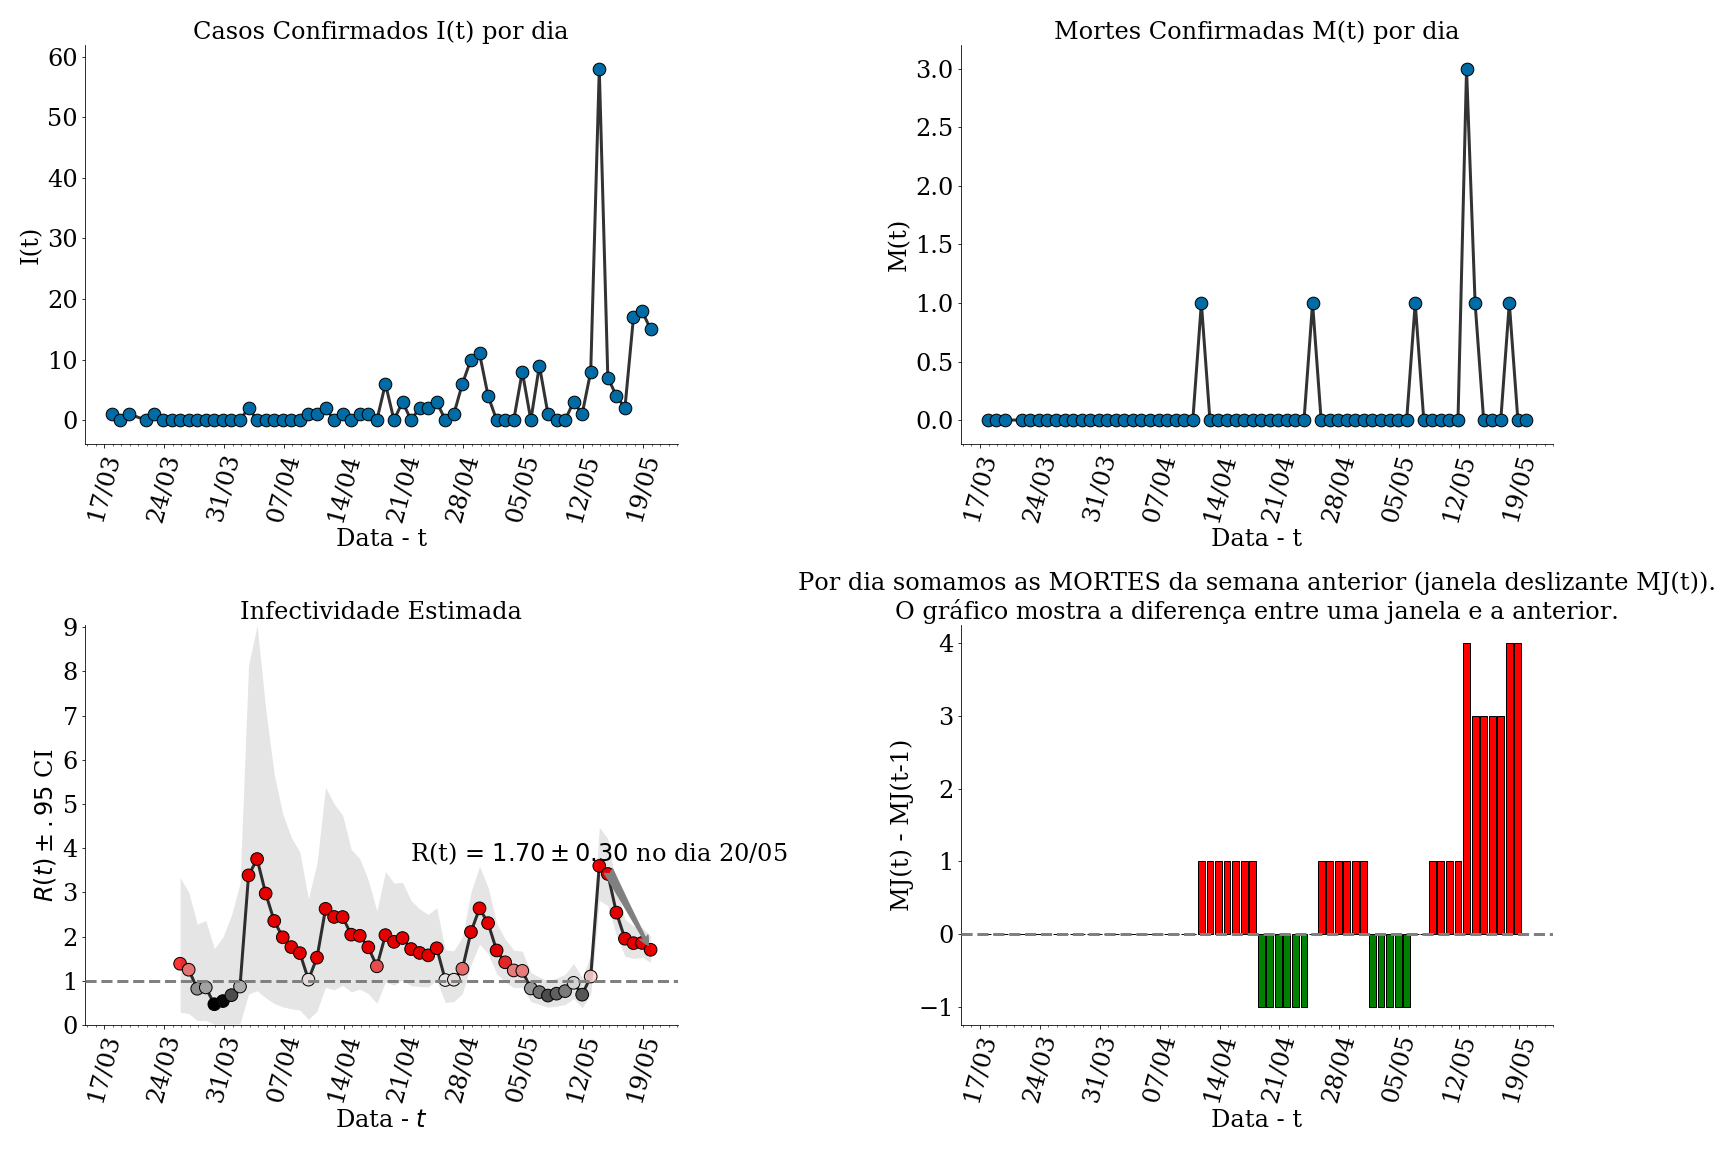 Casos Confirmados I(t) por dia
60
50
40
30
20
10
0
I(t)
17/03 24/03 31/03 07/04 14/04 21/04 28/04 05/05 12/05 19/05
Data - t
Mortes Confirmadas M(t) por dia
3.0
2.5
2.0
1.5
1.0
0.5
0.0
M(t)
17/03 24/03 31/03 07/04 14/04 21/04 28/04 05/05 12/05 19/05
Data - t
Infectividade Estimada
9
8
7
6
5
4
3
2
1
0
R(t) ± .95 CI
R(t) = 1.70 ± 0.30 no dia 20/05
17/03 24/03 31/03 07/04 14/04 21/04 28/04 05/05 12/05 19/05
Data - t
Por dia somamos as MORTES da semana anterior (janela deslizante MJ(t)).
O gráfico mostra a diferença entre uma janela e a anterior.
4
3
2
1
0
−1
MJ(t) - MJ(t-1)
17/03 24/03 31/03 07/04 14/04 21/04 28/04 05/05 12/05 19/05
Data - t